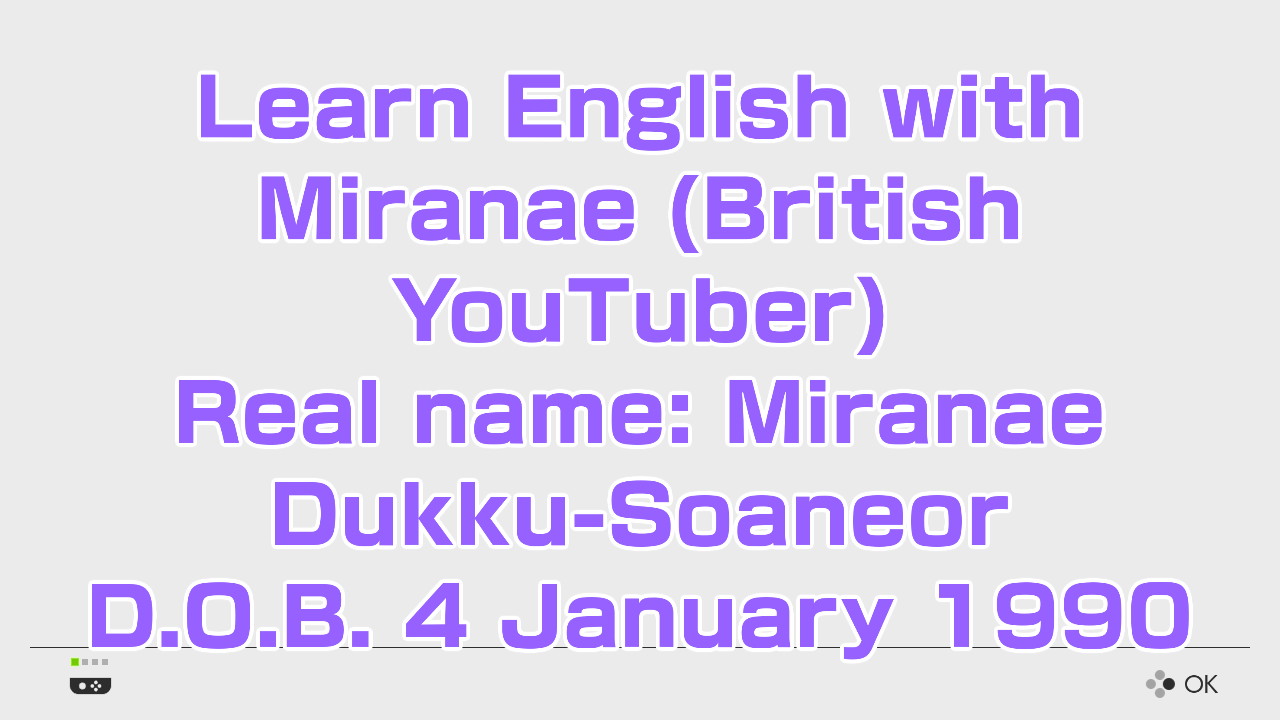 Learn English with
Miranae (British
YouTuber)
Real name: Miranae
Dukku-Soaneor
D.O.B. 4 January 1990
OK